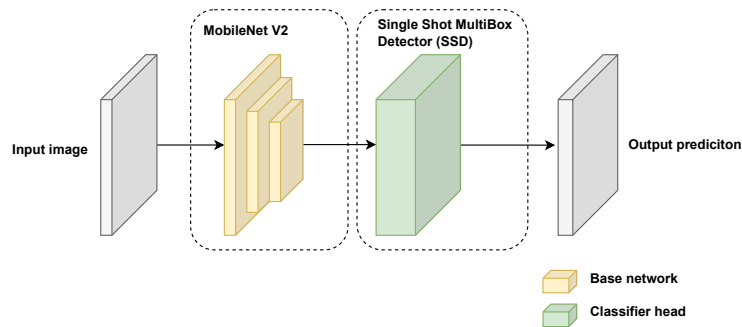 MobileNet V2
Single Shot MultiBox
Detector (SSD)
Input image
Output prediciton
Base network
Classifier head